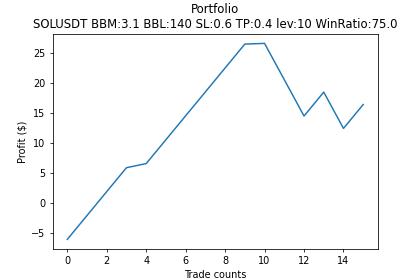 Portfolio
SOLUSDT BBM:3.1 BBL:140 SL:0.6 TP:0.4 lev:10 WinRatio:75.0
25
20
15
10
5
0
−5
Profit ($)
0 2 4 6 8 10 12 14
Trade counts